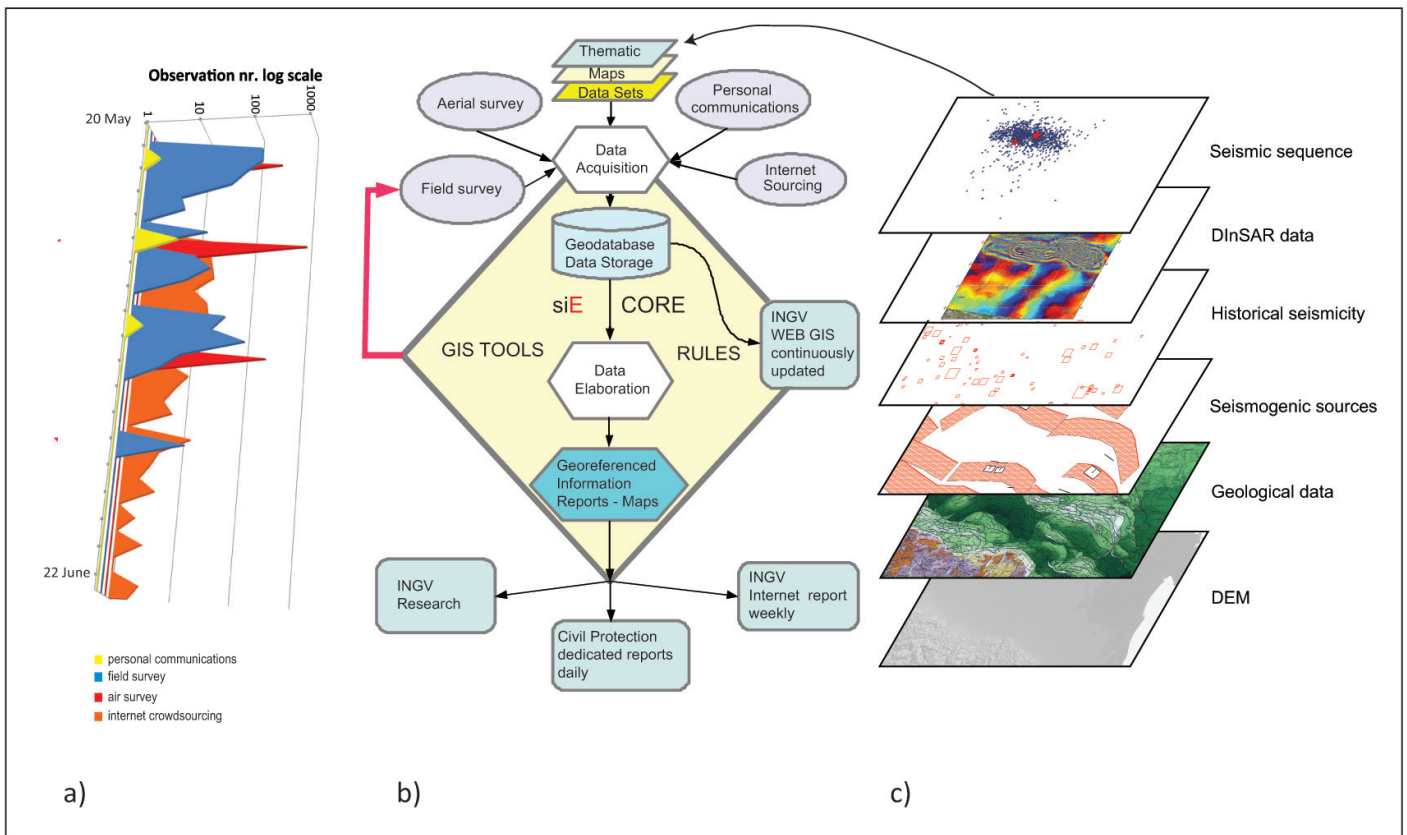 Observation nr. log scale
1
10
100
1000
20 May
22 June
personal communications
field survey
air survey
internet crowdsourcing
a)
Thematic
Maps
Data Sets
Aerial survey
Personal
communications
Data
Acquisition
Field survey
Internet
Sourcing
Geodatabase
Data Storage
siE CORE
GIS TOOLS RULES
INGV
WEB GIS
continuously
updated
Data
Elaboration
Georeferenced
Information
Reports - Maps
INGV
Research
INGV
Internet report
weekly
Civil Protection
dedicated reports
daily
b)
Seismic sequence
DInSAR data
Historical seismicity
Seismogenic sources
Geological data
DEM
c)